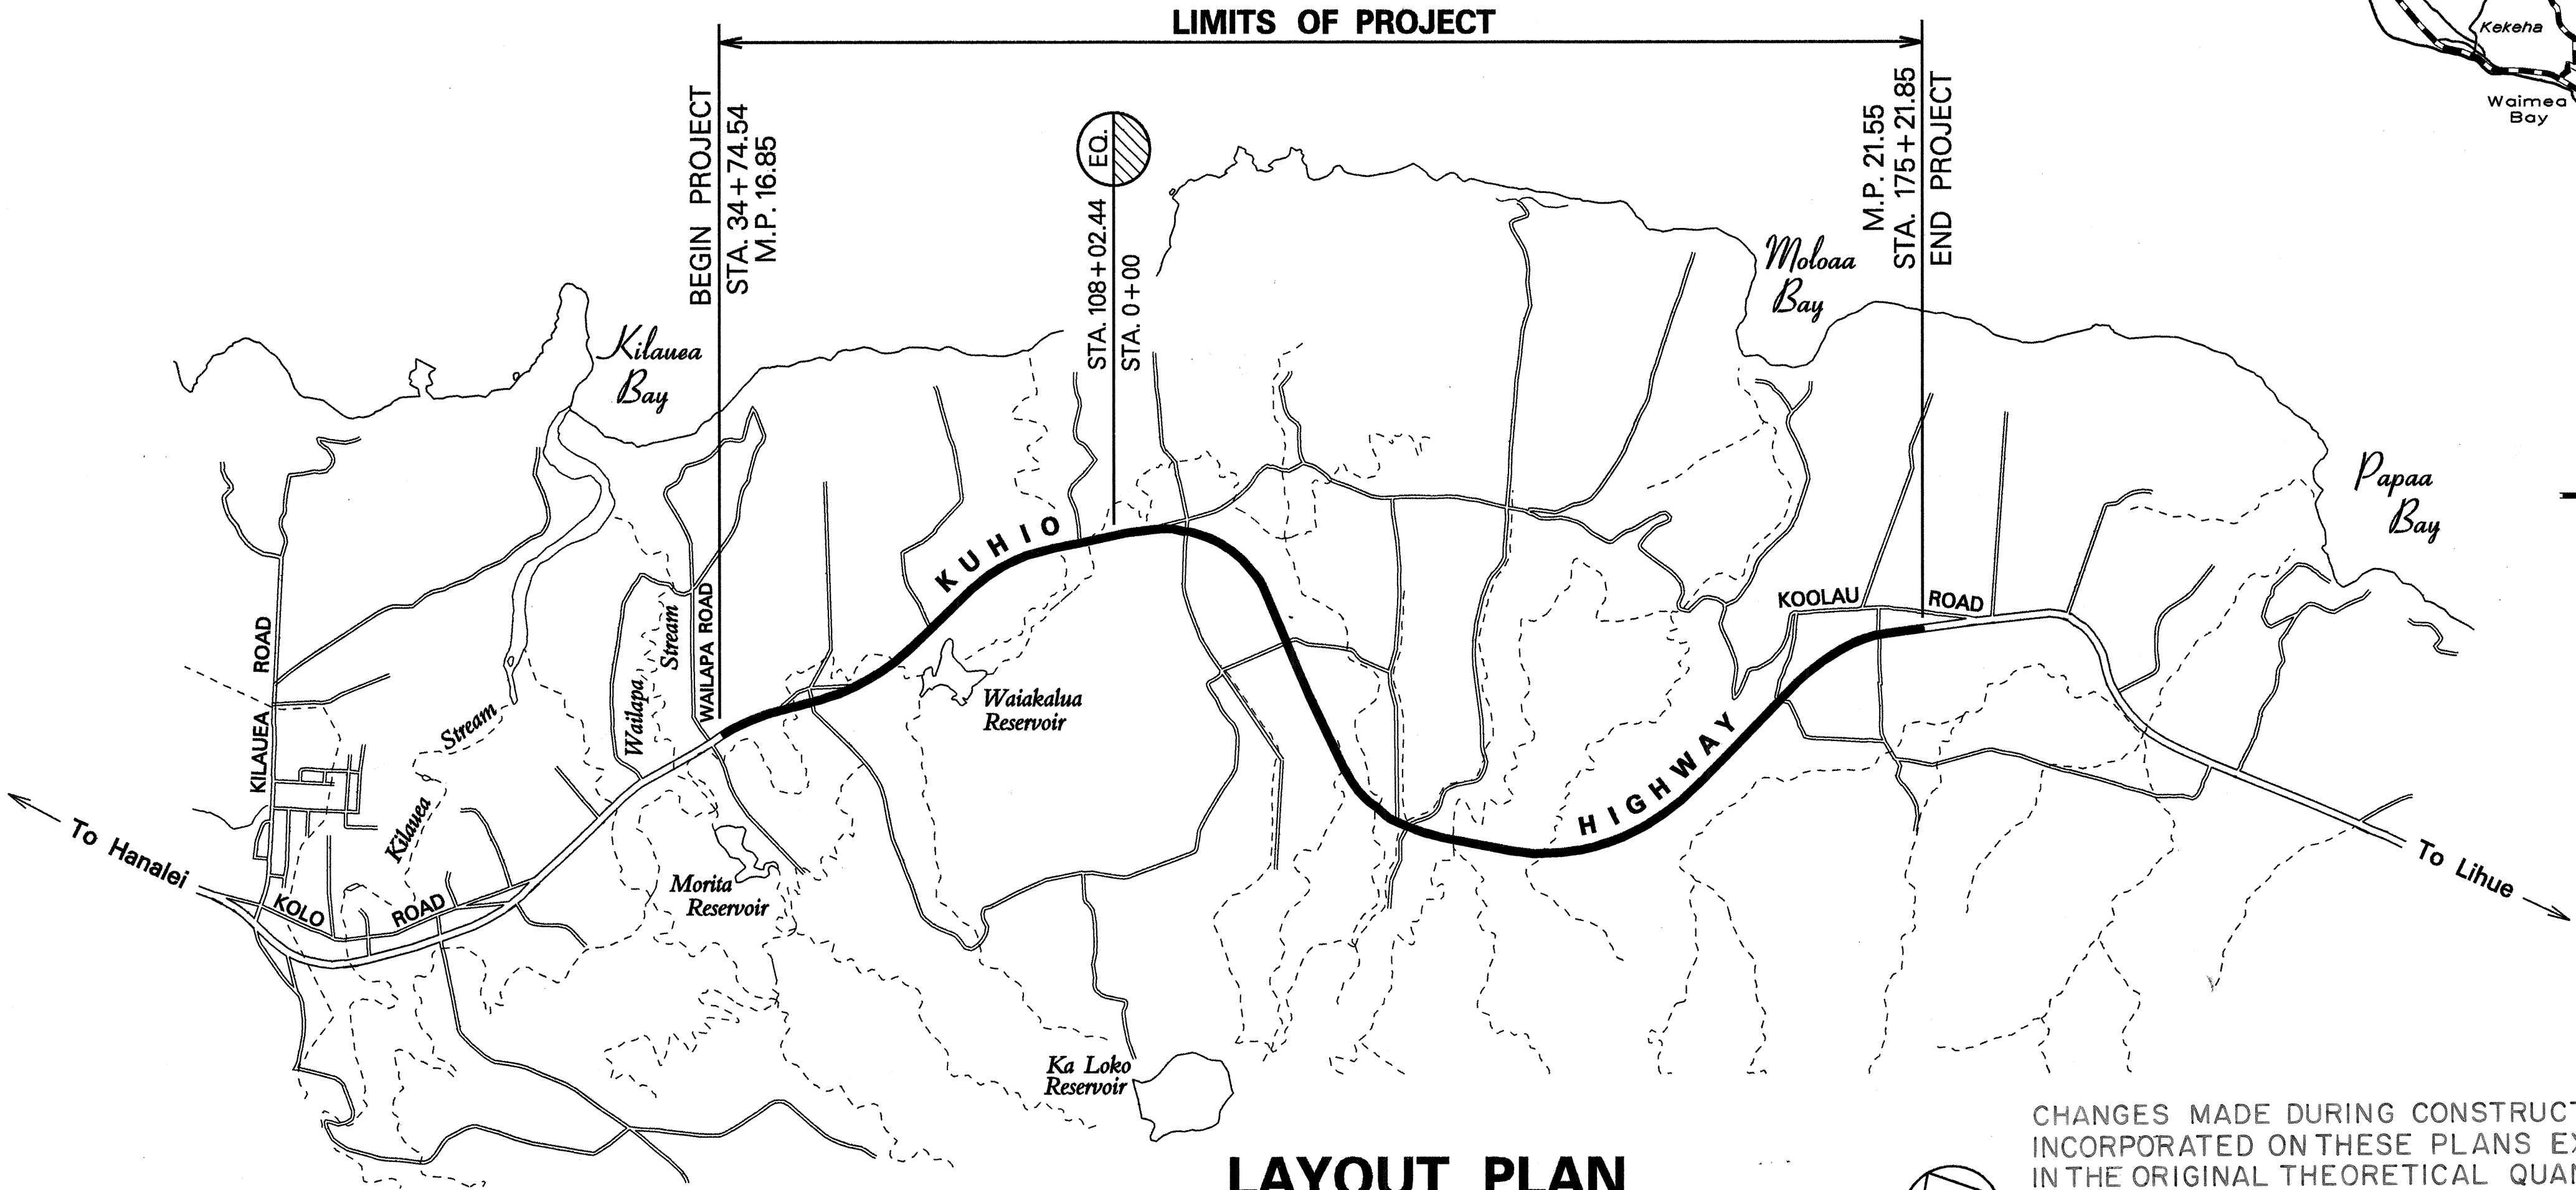 LIMITS OF PROJECT
Kekeha
Waimea
Bay
BEGIN PROJECT
STA. 34+74.54
M.P. 16.85
EQ.
STA. 108+02.44
STA. 0+00
M.P. 21.55
STA. 175+21.85
END PROJECT
Kilauea
Bay
Moloaa
Bay
Papaa
Bay
KUHIO
HIGHWAY
KOOLAU ROAD
KILAUEA ROAD
Wailapa Stream
WAILAPA ROAD
Waiakalua
Reservoir
Kilauea Stream
To Hanalei
KOLO ROAD
Morita
Reservoir
To Lihue
Ka Loko
Reservoir
LAYOUT PLAN
CHANGES MADE DURING CONSTRUCT
INCORPORATED ON THESE PLANS EX
IN THE ORIGINAL THEORETICAL QUAN